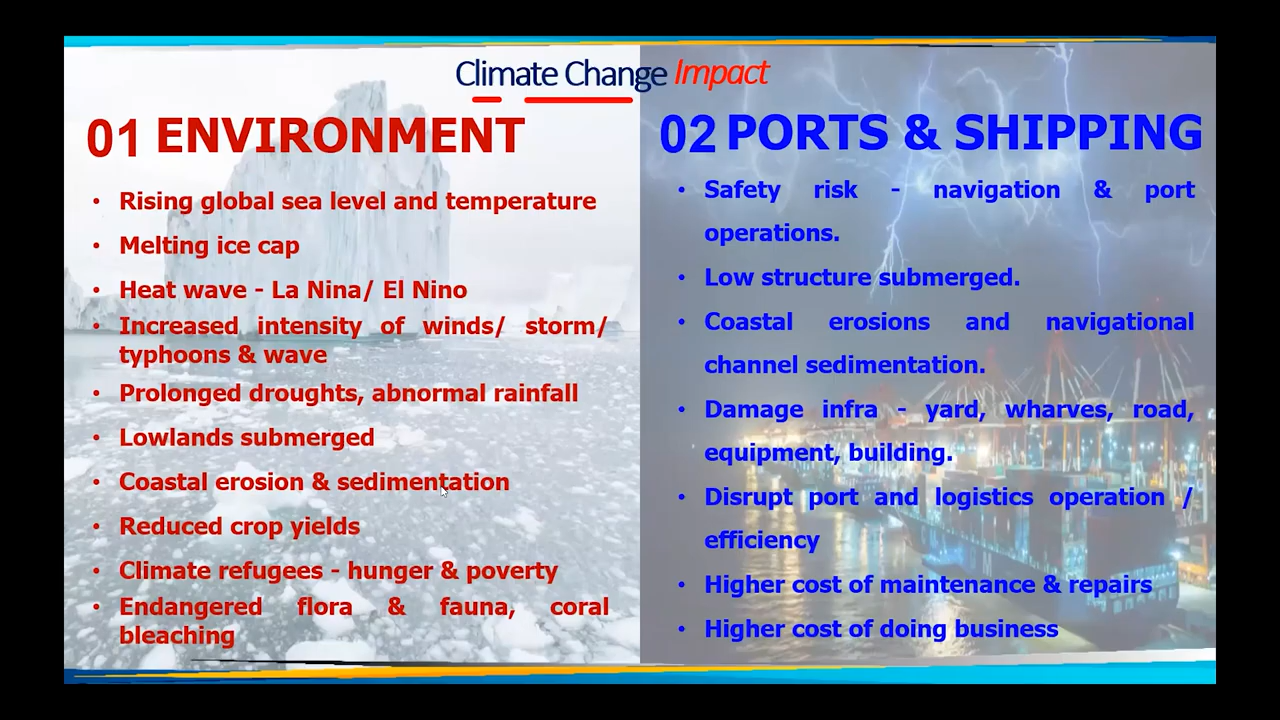 Climate Change Impact
01 ENVIRONMENT
• Rising global sea level and temperature
• Melting ice cap
• Heat wave - La Nina/ El Nino
• Increased intensity of winds/ storm/
typhoons & wave
• Prolonged droughts, abnormal rainfall
• Lowlands submerged
• Coastal erosion & sedimentation
• Reduced crop yields
• Climate refugees - hunger & poverty
• Endangered flora & fauna, coral
bleaching
02 PORTS & SHIPPING
• Safety risk - navigation & port
operations.
• Low structure submerged.
• Coastal erosions and navigational
channel sedimentation.
• Damage infra - yard, wharves, road,
equipment, building.
• Disrupt port and logistics operation /
efficiency
• Higher cost of maintenance & repairs
• Higher cost of doing business